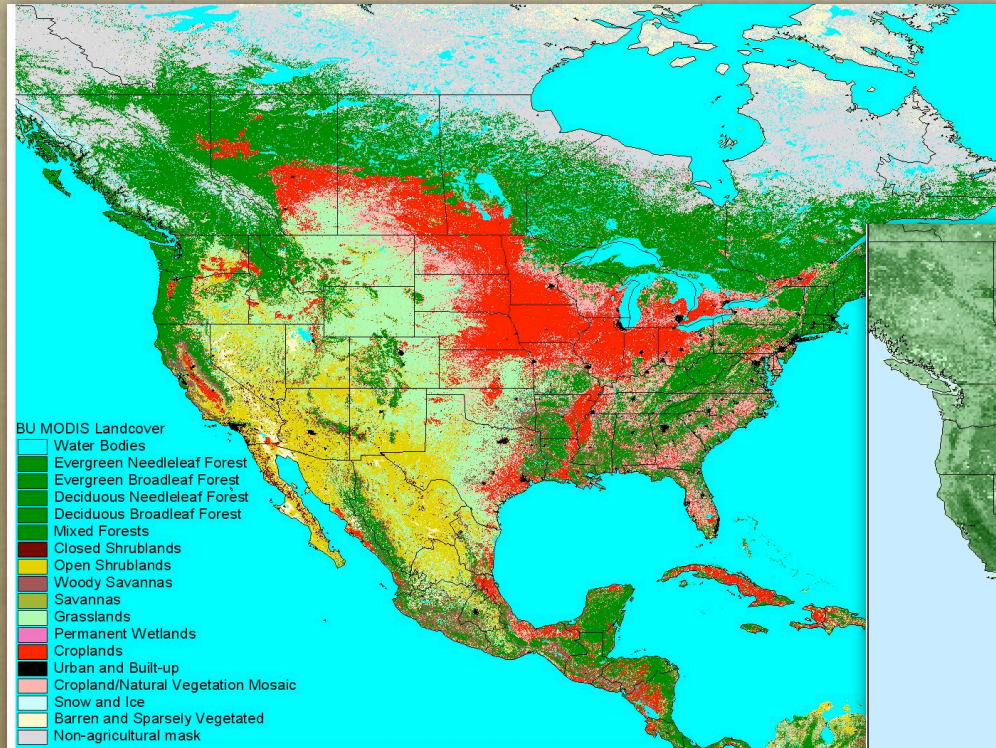 BU MODIS Landcover
Water Bodies
Evergreen Needleleaf Forest
Evergreen Broadleaf Forest
Deciduous Needleleaf Forest
Deciduous Broadleaf Forest
Mixed Forests
Closed Shrublands
Open Shrublands
Woody Savannas
Savannas
Grasslands
Permanent Wetlands
Croplands
Urban and Built-up
Cropland/Natural Vegetation Mosaic
Snow and Ice
Barren and Sparsely Vegetated
Non-agricultural mask